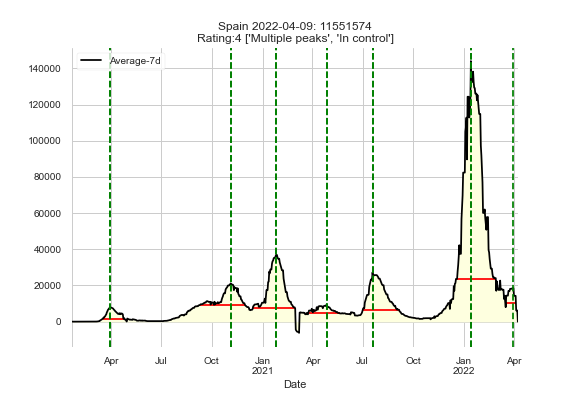 Spain 2022-04-09: 11551574
Rating:4 ['Multiple peaks', 'In control']
Average-7d
140000
120000
100000
80000
60000
40000
20000
0
Apr Jul Oct Jan Apr Jul Oct Jan Apr
2021 2022
Date